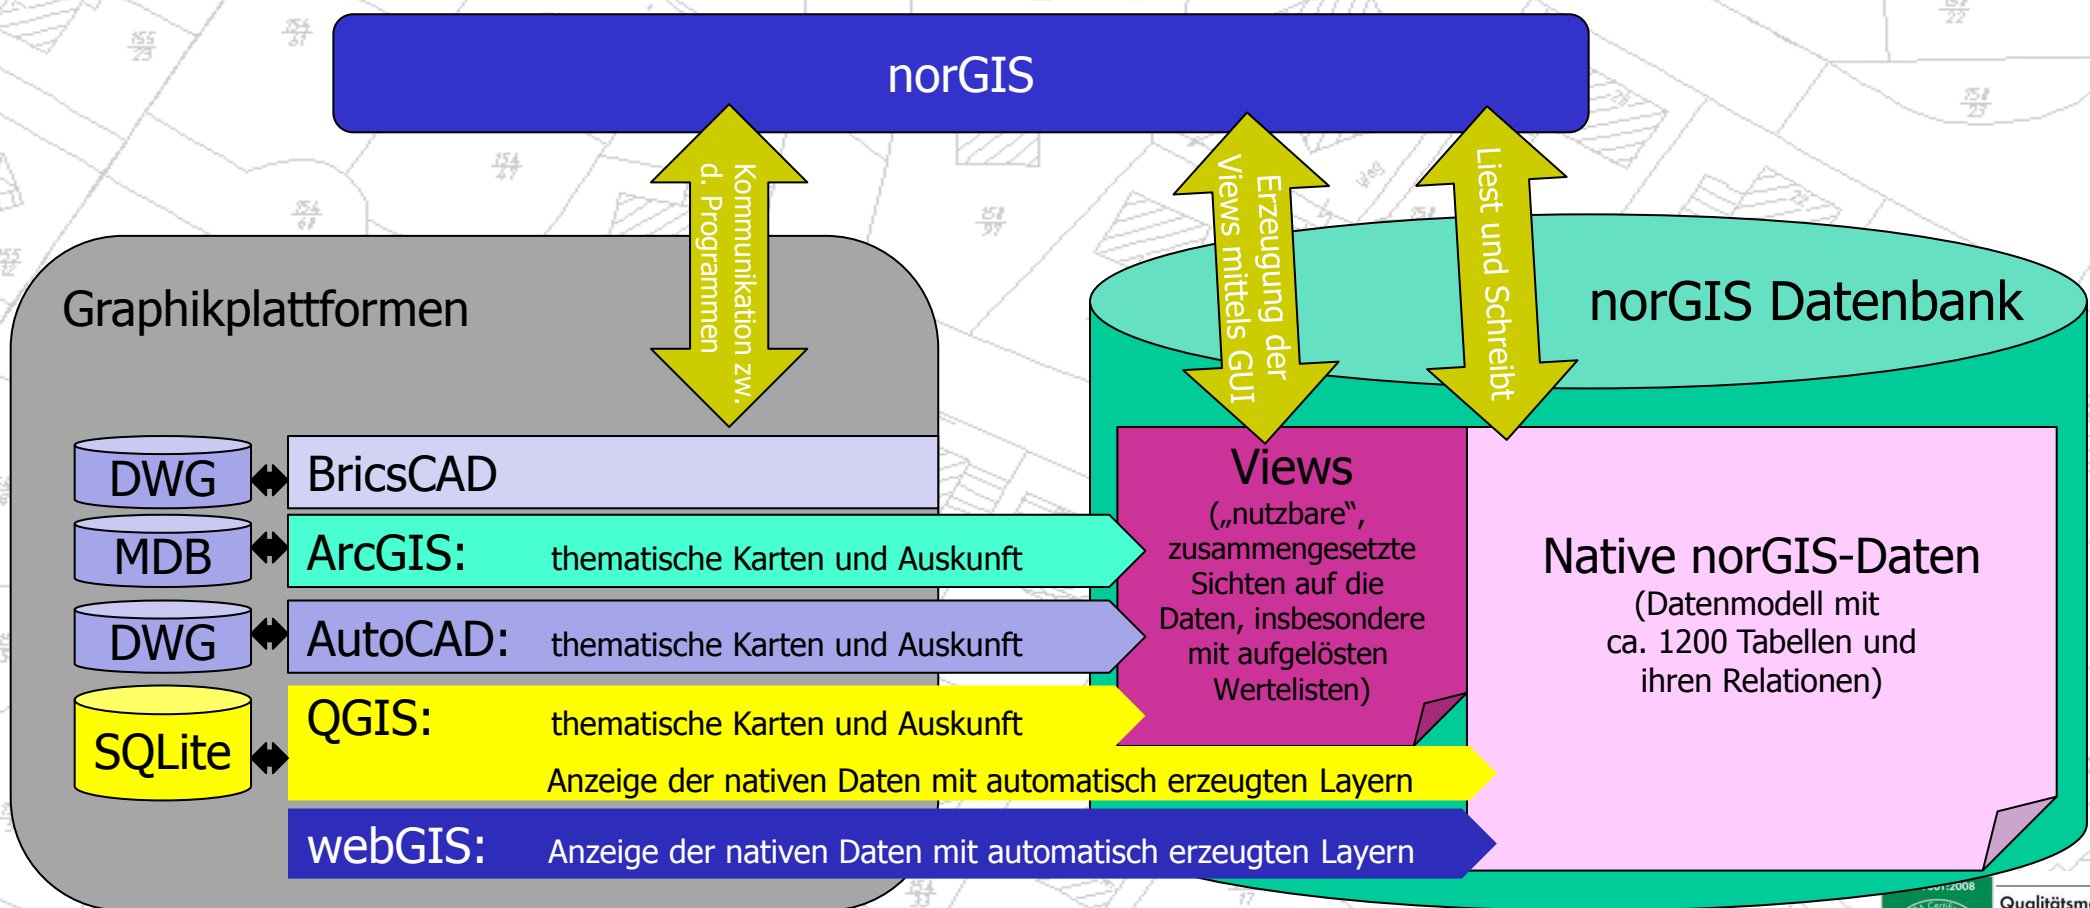 norGIS
Kommunikation zw.
d. Programmen
Erzeugung der
Views mittels GUI
Liest und Schreibt
Graphikplattformen
norGIS Datenbank
DWG
BricsCAD
MDB
ArcGIS: thematische Karten und Auskunft
DWG
AutoCAD: thematische Karten und Auskunft
SQLite
QGIS: thematische Karten und Auskunft
Anzeige der nativen Daten mit automatisch erzeugten Layern
webGIS: Anzeige der nativen Daten mit automatisch erzeugten Layern
Views
(„nutzbare“,
zusammengesetzte
Sichten auf die
Daten, insbesondere
mit aufgelösten
Wertelisten)
Native norGIS-Daten
(Datenmodell mit
ca. 1200 Tabellen und
ihren Relationen)